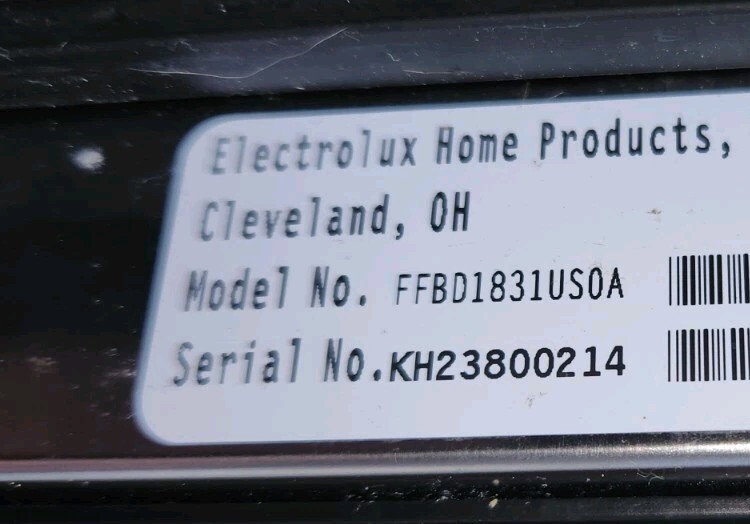 Electrolux Home Products,
Cleveland, OH
Model No. FFBD1831US0A
Serial No.KH23800214